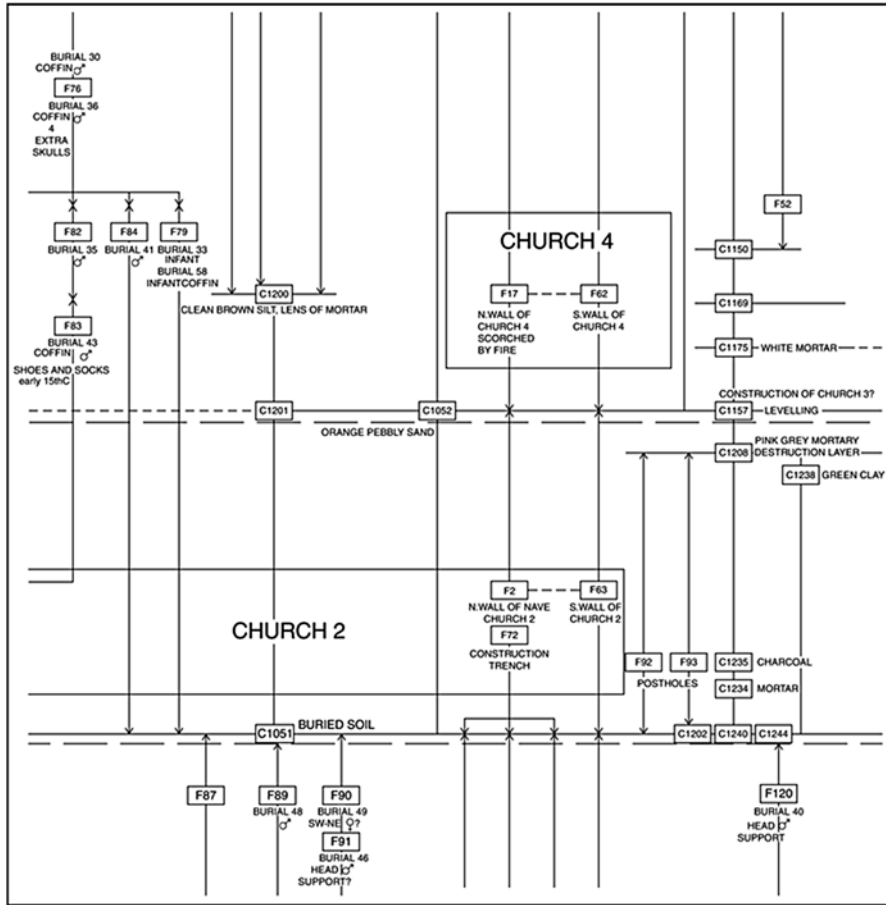 BURIAL 30
COFFIN ♂
F76
BURIAL 36
COFFIN ♂
4
EXTRA
SKULLS
F82
BURIAL 35
♂
F84
BURIAL 41
♂
F79
BURIAL 33
INFANT
BURIAL 58
INFANTCOFFIN
F83
BURIAL 43
COFFIN ♂
SHOES AND SOCKS
early 15thC
C1200
CLEAN BROWN SILT, LENS OF MORTAR
CHURCH 4
F17
N.WALL OF
CHURCH 4
SCORCHED
BY FIRE
F62
S.WALL OF
CHURCH 4
F52
C1150
C1169
C1175 WHITE MORTAR
CONSTRUCTION OF CHURCH 3?
C1201
C1052
C1157 LEVELLING
ORANGE PEBBLY SAND
PINK GREY MORTARY
C1208 DESTRUCTION LAYER
C1238 GREEN CLAY
CHURCH 2
F2
N.WALL OF NAVE
CHURCH 2
F72
CONSTRUCTION
TRENCH
F63
S.WALL OF
CHURCH 2
F92
F93
POSTHOLES
C1235 CHARCOAL
C1234 MORTAR
C1051 BURIED SOIL
C1202
C1240
C1244
F87
F89
BURIAL 48
♂
F90
BURIAL 49
SW-NE ♀?
F91
BURIAL 46
HEAD ♂
SUPPORT?
F120
BURIAL 40
HEAD ♂
SUPPORT